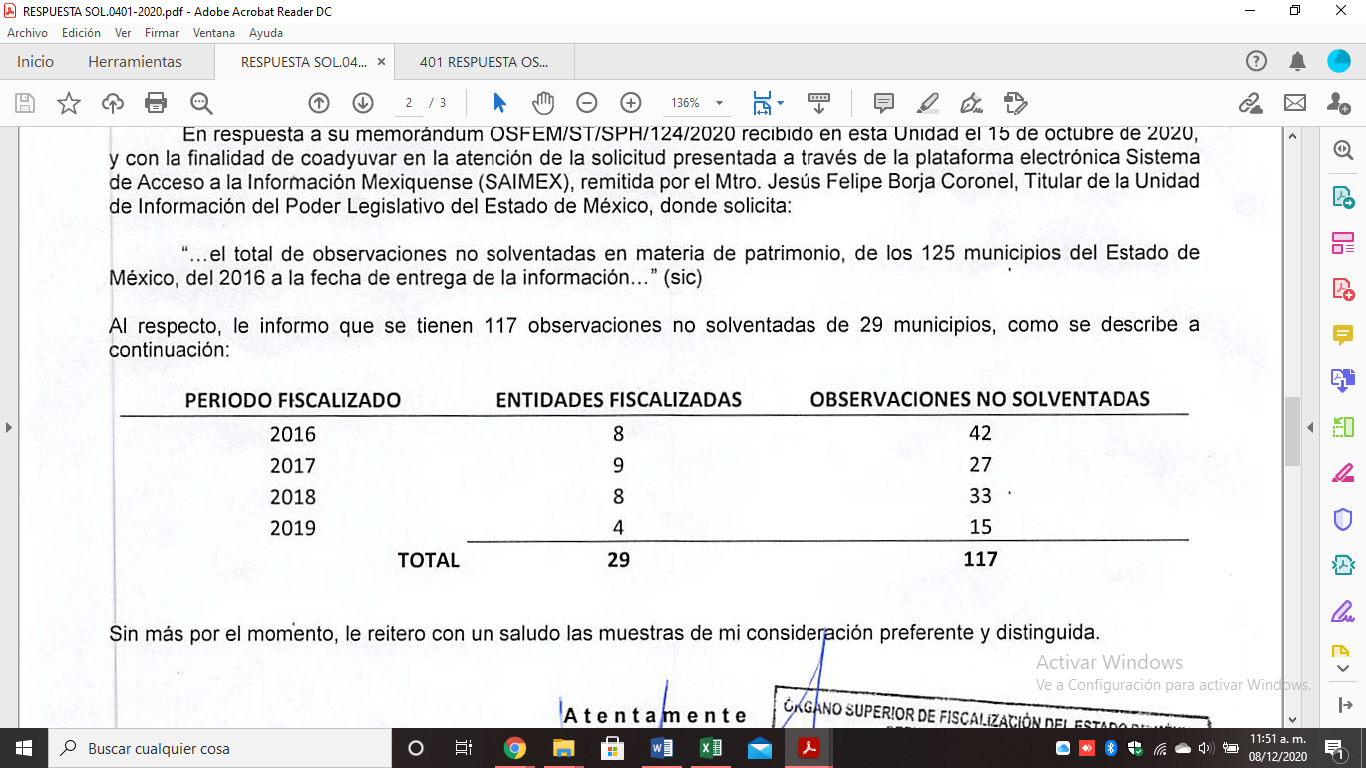 RESPUESTA SOL.0401-2020.pdf - Adobe Acrobat Reader DC
Archivo Edición Ver Firmar Ventana Ayuda
Inicio Herramientas RESPUESTA SOL.04... × 401 RESPUESTA OS...
2 / 3 136%
En respuesta a su memorándum OSFEM/ST/SPH/124/2020 recibido en esta Unidad el 15 de octubre de 2020,
y con la finalidad de coadyuvar en la atención de la solicitud presentada a través de la plataforma electrónica Sistema
de Acceso a la Información Mexiquense (SAIMEX), remitida por el Mtro. Jesús Felipe Borja Coronel, Titular de la Unidad
de Información del Poder Legislativo del Estado de México, donde solicita:
“…el total de observaciones no solventadas en materia de patrimonio, de los 125 municipios del Estado de
México, del 2016 a la fecha de entrega de la información…” (sic)
Al respecto, le informo que se tienen 117 observaciones no solventadas de 29 municipios, como se describe a
continuación:
PERIODO FISCALIZADO ENTIDADES FISCALIZADAS OBSERVACIONES NO SOLVENTADAS
2016 8 42
2017 9 27
2018 8 33
2019 4 15
TOTAL 29 117
Sin más por el momento, le reitero con un saludo las muestras de mi consideración preferente y distinguida.
Activar Windows
Ve a Configuración para activar Windows.
Atentamente
ÓRGANO SUPERIOR DE FISCALIZACIÓN DEL ESTADO DE
Buscar cualquier cosa
11:51 a. m.
08/12/2020
1